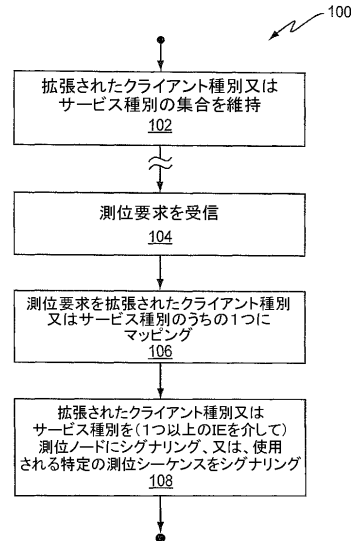 100
拡張されたクライアント種別又は
サービス種別の集合を維持
102
測位要求を受信
104
測位要求を拡張されたクライアント種別
又はサービス種別のうちの1つに
マッピング
106
拡張されたクライアント種別又は
サービス種別を(1つ以上のIEを介して)
測位ノードにシグナリング、又は、使用
される特定の測位シーケンスをシグナリング
108